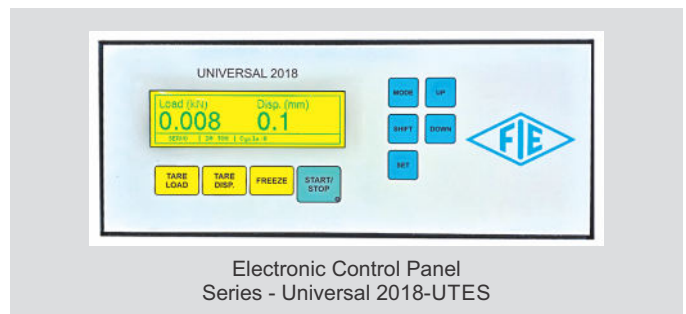 UNIVERSAL 2018
Load (kN) Disp. (mm)
0.008 0.1
TARE LOAD
TARE DISP.
FREEZE
START/ STOP
MODE UP
SHIFT DOWN
SET
FIE
Electronic Control Panel
Series - Universal 2018-UTES